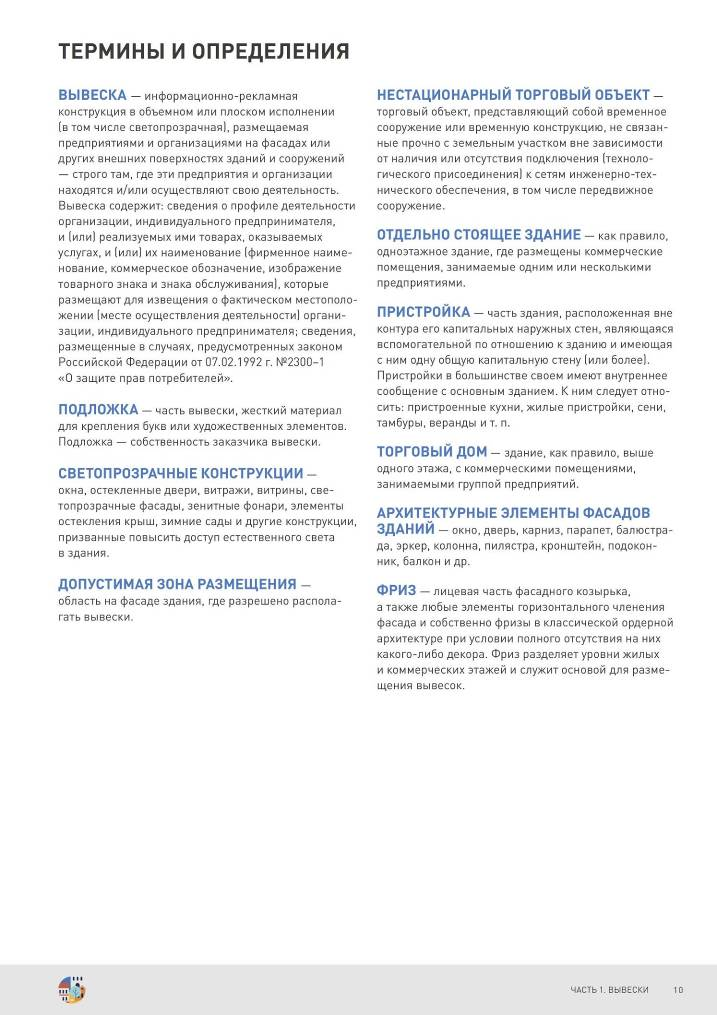 ТЕРМИНЫ И ОПРЕДЕЛЕНИЯ
ВЫВЕСКА — информационно-рекламная
конструкция в объемном или плоском исполнении
(в том числе светопрозрачная), размещаемая
предприятиями и организациями на фасадах или
других внешних поверхностях зданий и сооружений
— строго там, где эти предприятия и организации
находятся и/или осуществляют свою деятельность.
Вывеска содержит: сведения о профиле деятельности
организации, индивидуального предпринимателя,
и (или) реализуемых ими товарах, оказываемых
услугах, и (или) их наименование (фирменное наиме-
нование, коммерческое обозначение, изображение
товарного знака и знака обслуживания), которые
размещают для извещения о фактическом местополо-
жении (месте осуществления деятельности) органи-
зации, индивидуального предпринимателя; сведения,
размещенные в случаях, предусмотренных законом
Российской Федерации от 07.02.1992 г. №2300–1
«О защите прав потребителей».
ПОДЛОЖКА — часть вывески, жесткий материал
для крепления букв или художественных элементов.
Подложка — собственность заказчика вывески.
СВЕТОПРОЗРАЧНЫЕ КОНСТРУКЦИИ —
окна, остекленные двери, витражи, витрины, све-
топрозрачные фасады, зенитные фонари, элементы
остекления крыш, зимние сады и другие конструкции,
призванные повысить доступ естественного света
в здания.
ДОПУСТИМАЯ ЗОНА РАЗМЕЩЕНИЯ —
область на фасаде здания, где разрешено распола-
гать вывески.
НЕСТАЦИОНАРНЫЙ ТОРГОВЫЙ ОБЪЕКТ —
торговый объект, представляющий собой временное
сооружение или временную конструкцию, не связан-
ные прочно с земельным участком вне зависимости
от наличия или отсутствия подключения (техноло-
гического присоединения) к сетям инженерно-тех-
нического обеспечения, в том числе передвижное
сооружение.
ОТДЕЛЬНО СТОЯЩЕЕ ЗДАНИЕ — как правило,
одноэтажное здание, где размещены коммерческие
помещения, занимаемые одним или несколькими
предприятиями.
ПРИСТРОЙКА — часть здания, расположенная вне
контура его капитальных наружных стен, являющаяся
вспомогательной по отношению к зданию и имеющая
с ним одну общую капитальную стену (или более).
Пристройки в большинстве своем имеют внутреннее
сообщение с основным зданием. К ним следует отно-
сить: пристроенные кухни, жилые пристройки, сени,
тамбуры, веранды и т. п.
ТОРГОВЫЙ ДОМ — здание, как правило, выше
одного этажа, с коммерческими помещениями,
занимаемыми группой предприятий.
АРХИТЕКТУРНЫЕ ЭЛЕМЕНТЫ ФАСАДОВ
ЗДАНИЙ — окно, дверь, карниз, парапет, балюстра-
да, эркер, колонна, пилястра, кронштейн, подокон-
ник, балкон и др.
ФРИЗ — лицевая часть фасадного козырька,
а также любые элементы горизонтального членения
фасада и собственно фризы в классической ордерной
архитектуре при условии полного отсутствия на них
какого-либо декора. Фриз разделяет уровни жилых
и коммерческих этажей и служит основой для разме-
щения вывесок.
ЧАСТЬ 1. ВЫВЕСКИ 10